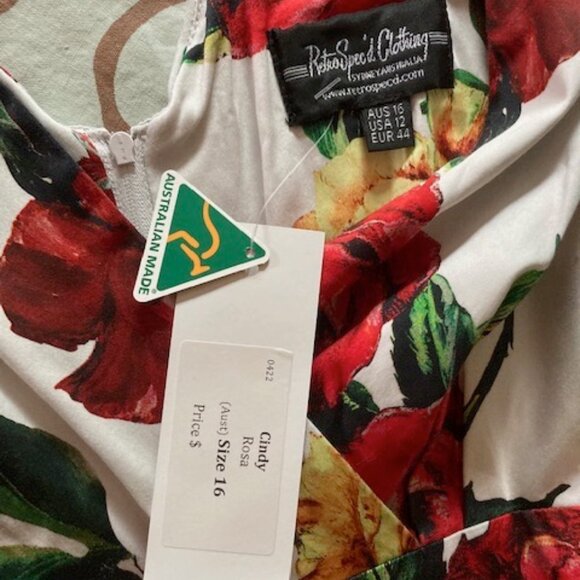 RetroSpec'd Clothing
SYDNEY AUSTRALIA
www.retrospecd.com
AUS 16
USA 12
EUR 44
AUSTRALIAN MADE
0422
Cindy
Rosa
(Aust) Size 16
Price $